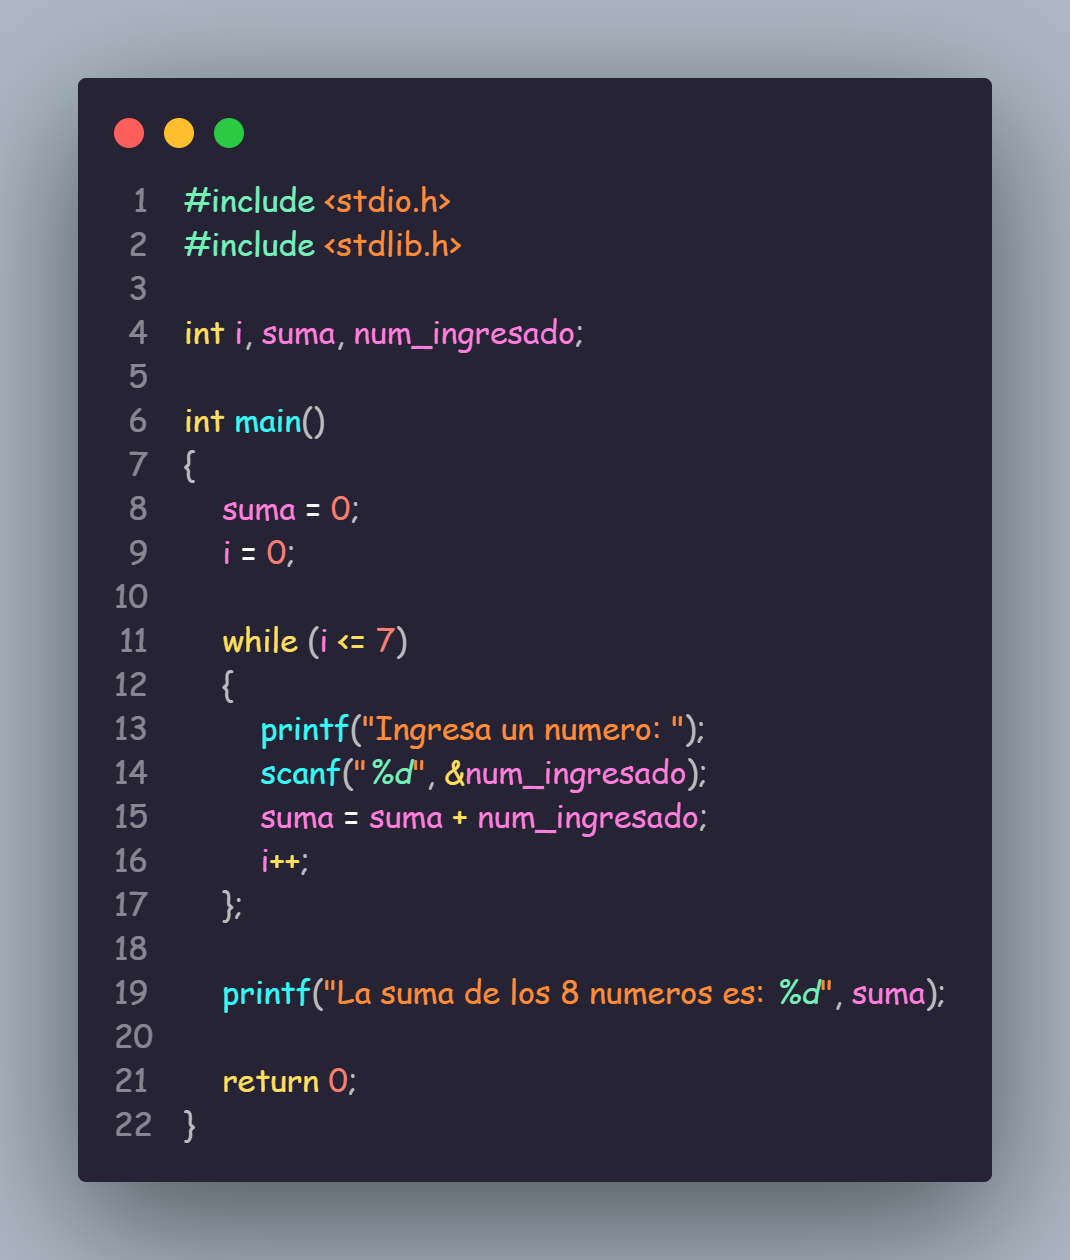 1 #include <stdio.h>
2 #include <stdlib.h>
3
4 int i, suma, num_ingresado;
5
6 int main()
7 {
8 suma = 0;
9 i = 0;
10
11 while (i <= 7)
12 {
13 printf("Ingresa un numero: ");
14 scanf("%d", &num_ingresado);
15 suma = suma + num_ingresado;
16 i++;
17 };
18
19 printf("La suma de los 8 numeros es: %d", suma);
20
21 return 0;
22 }